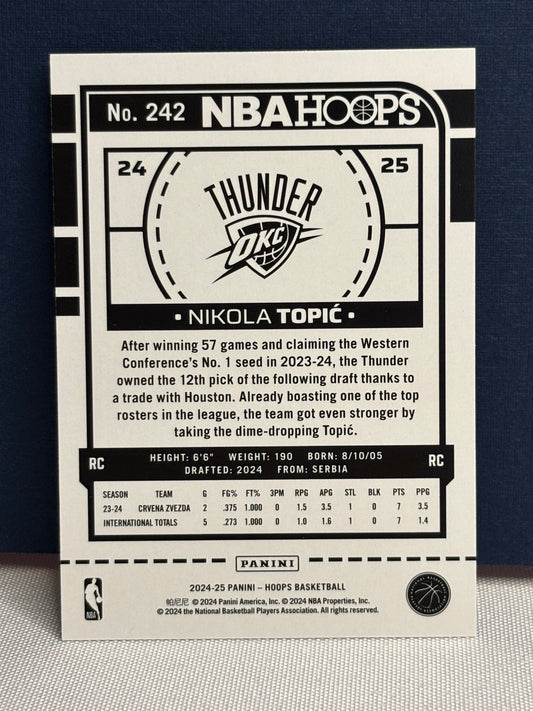 No. 242 NBA HOOPS
24 25
THUNDER
OKC
• NIKOLA TOPIĆ •
After winning 57 games and claiming the Western
Conference's No. 1 seed in 2023-24, the Thunder
owned the 12th pick of the following draft thanks to
a trade with Houston. Already boasting one of the top
rosters in the league, the team got even stronger by
taking the dime-dropping Topić.
RC HEIGHT: 6'6" WEIGHT: 190 BORN: 8/10/05 RC
DRAFTED: 2024 FROM: SERBIA
SEASON TEAM G FG% FT% 3PM RPG APG STL BLK PTS PPG
23-24 CRVENA ZVEZDA 2 .375 1.000 0 1.5 3.5 1 0 7 3.5
INTERNATIONAL TOTALS 5 .273 1.000 0 1.0 1.6 1 0 7 1.4
PANINI
2024-25 PANINI – HOOPS BASKETBALL
帕尼尼 © 2024 Panini America, Inc. © 2024 NBA Properties, Inc.
© 2024 the National Basketball Players Association. All rights reserved.
NBA